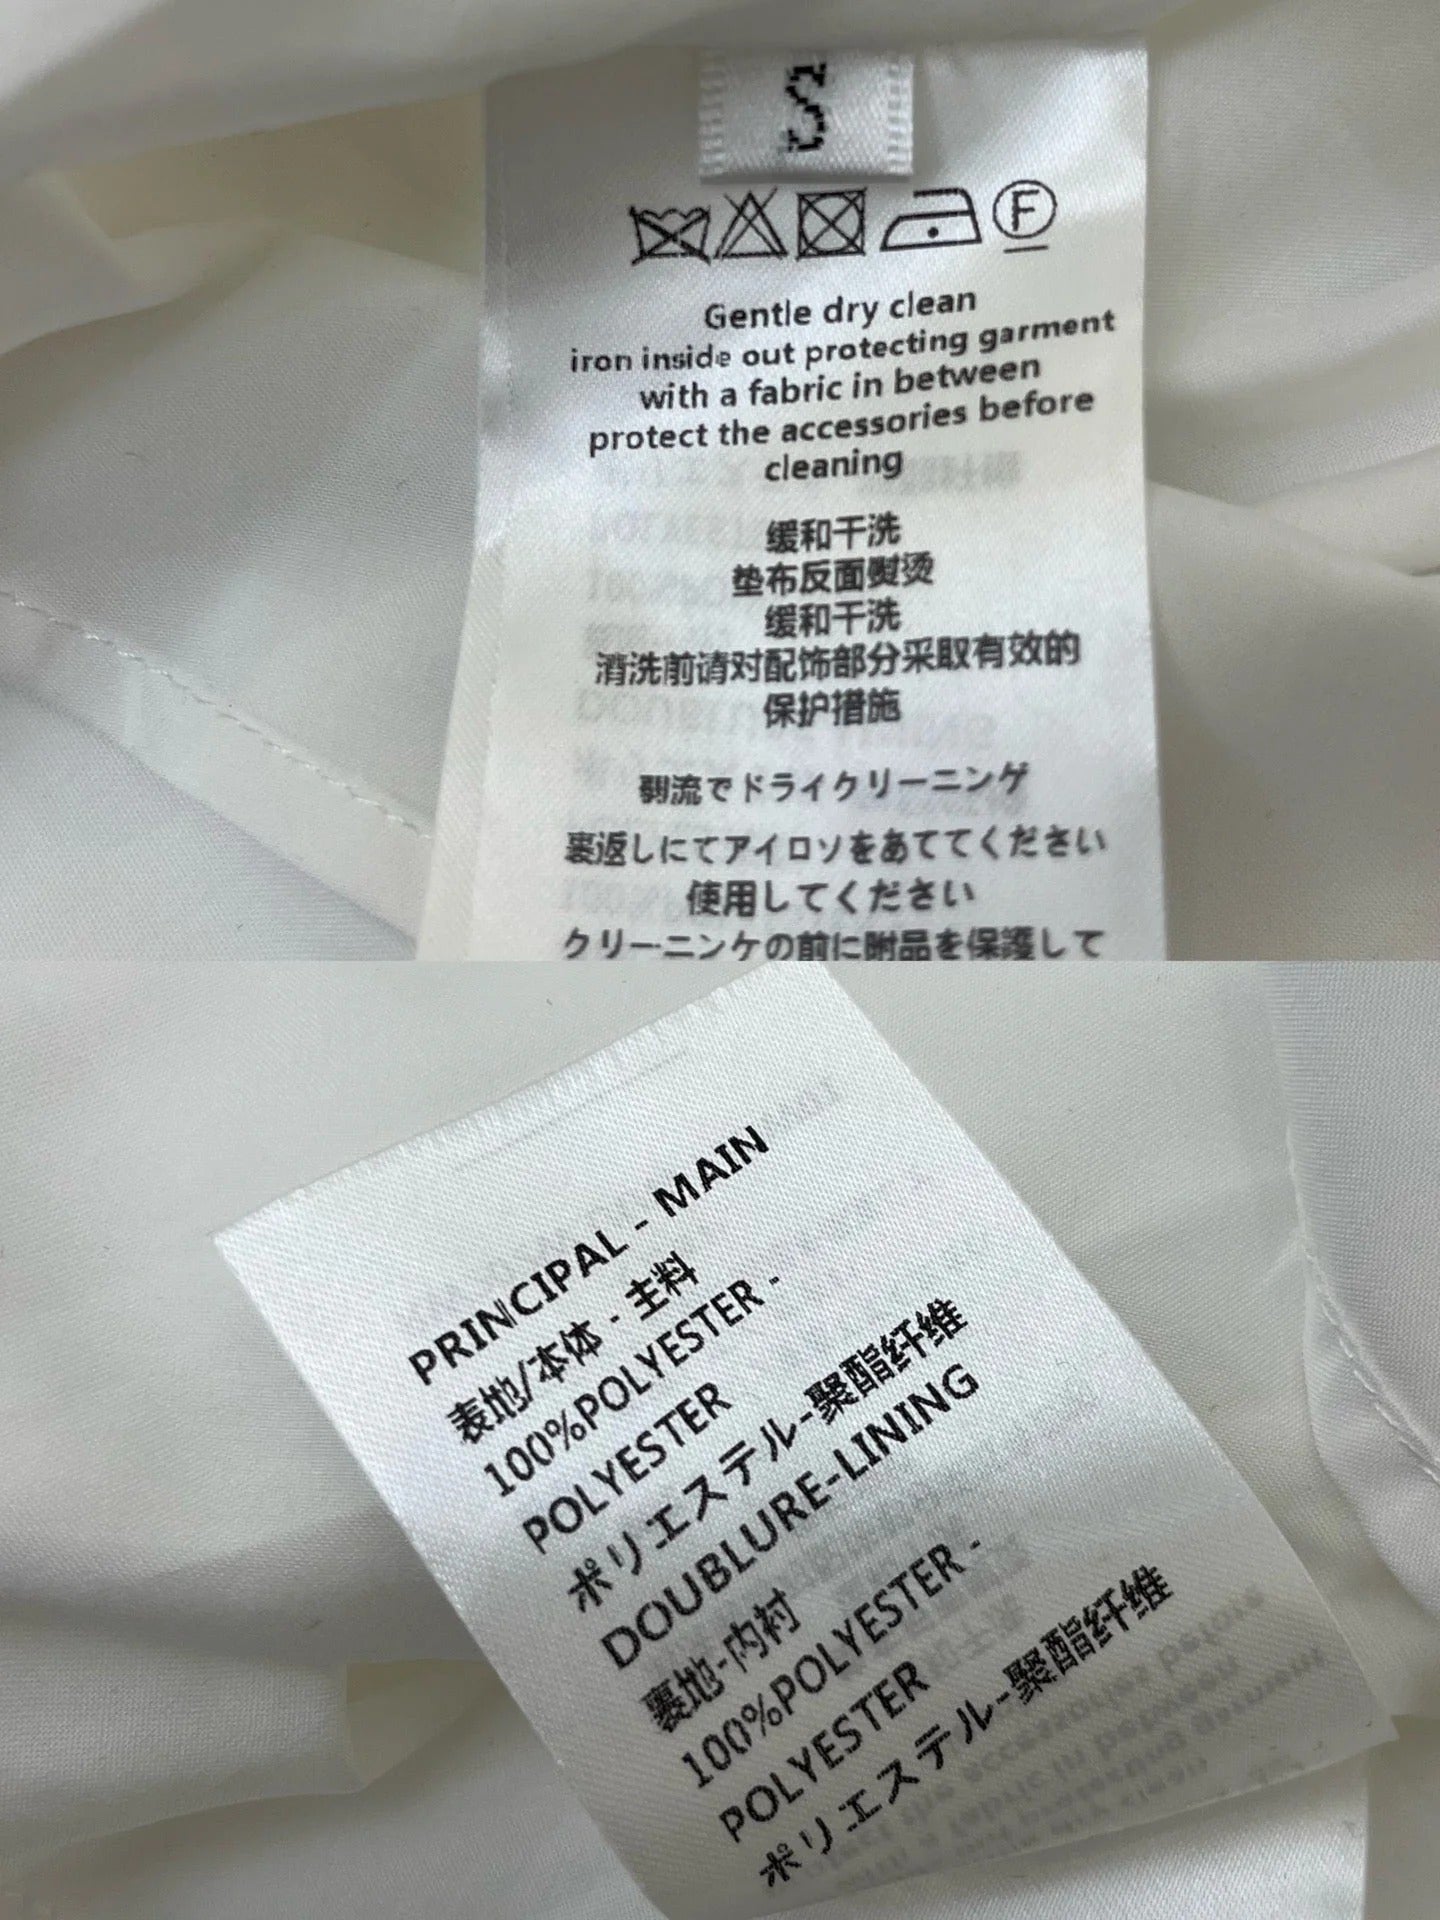 S
F
Gentle dry clean
iron inside out protecting garment
with a fabric in between
protect the accessories before
cleaning
缓和干洗
垫布反面熨烫
缓和干洗
清洗前请对配饰部分采取有效的
保护措施
流でドライクリーニンゲ
裏返しにてアイロソをあててください
使用してください
クリーニンケの前に附品を保護して
PRINCIPAL - MAIN
表地/本体 - 主料
100%POLYESTER -
POLYESTER
ポリエステル-聚酯纤维
DOUBLURE-LINING
裏地-内衬
100%POLYESTER -
POLYESTER
ポリエステル-聚酯纤维